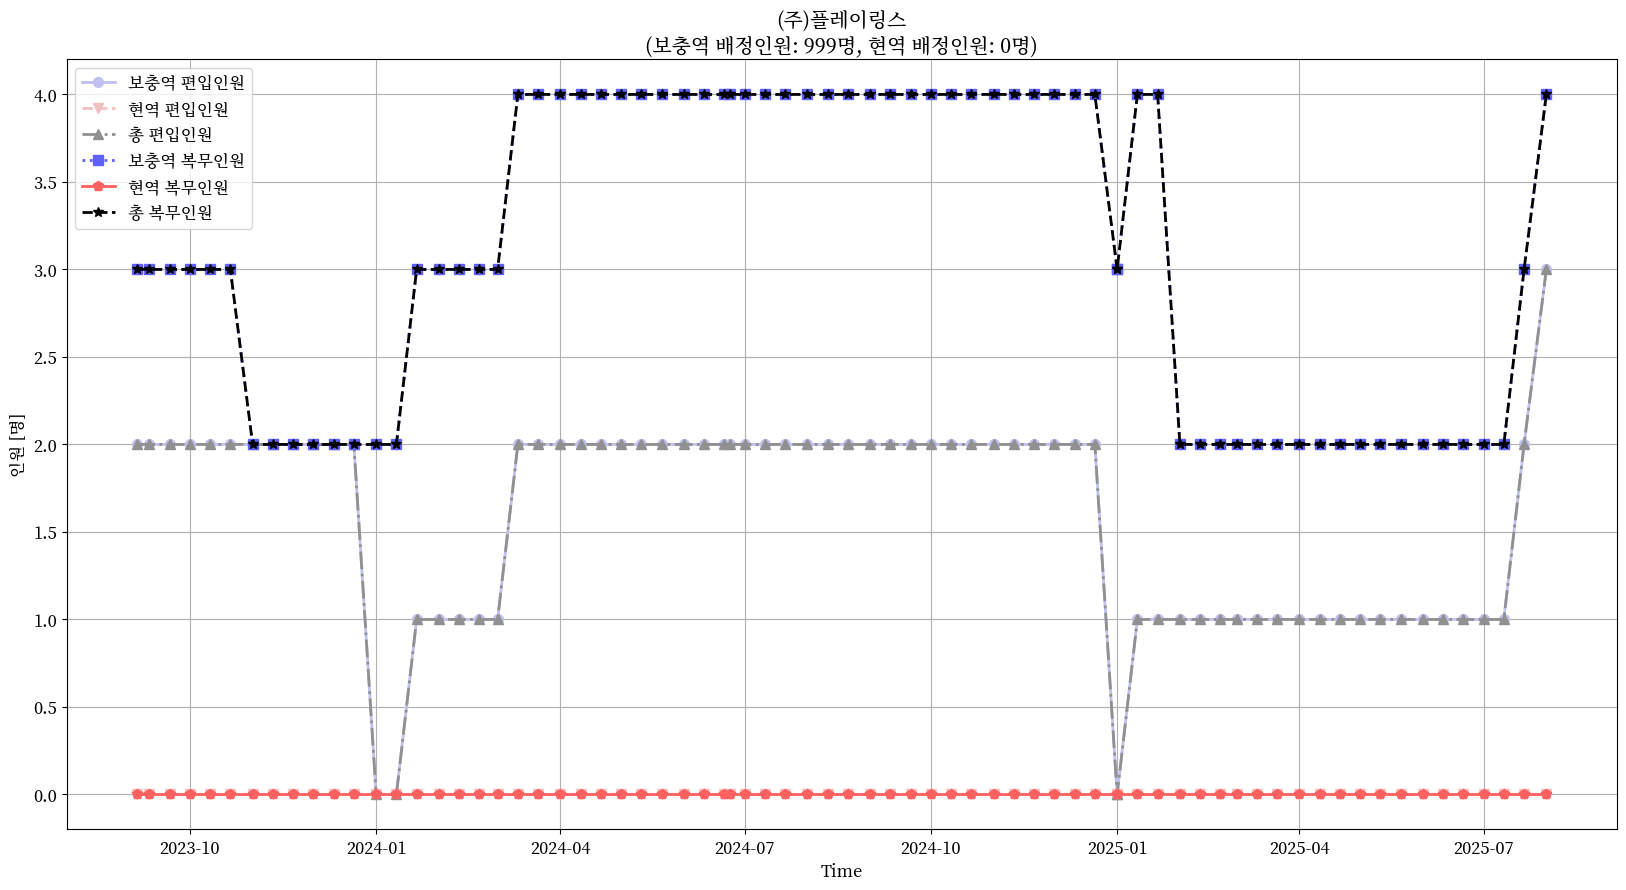 (주)플레이링스
(보충역 배정인원: 999명, 현역 배정인원: 0명)
보충역 편입인원
현역 편입인원
총 편입인원
보충역 복무인원
현역 복무인원
총 복무인원
4.0
3.5
3.0
2.5
2.0
1.5
1.0
0.5
0.0
인원 [명]
2023-10
2024-01
2024-04
2024-07
2024-10
2025-01
2025-04
2025-07
Time